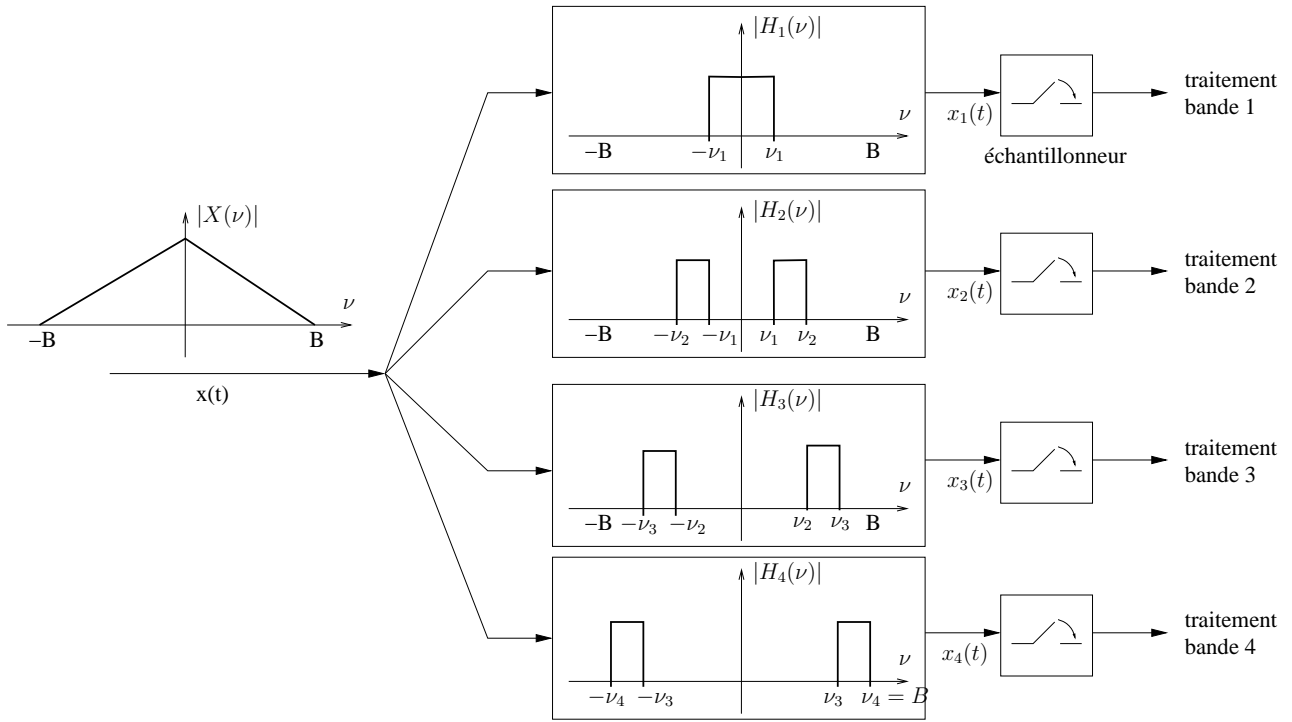 |X(ν)|
ν
–B
B
x(t)
|H₁(ν)|
ν
–B
−ν₁
ν₁
B
x₁(t)
échantillonneur
traitement
bande 1
|H₂(ν)|
ν
–B
−ν₂
−ν₁
ν₁
ν₂
B
x₂(t)
traitement
bande 2
|H₃(ν)|
ν
–B
−ν₃
−ν₂
ν₂
ν₃
B
x₃(t)
traitement
bande 3
|H₄(ν)|
ν
−ν₄
−ν₃
ν₃
ν₄ = B
x₄(t)
traitement
bande 4